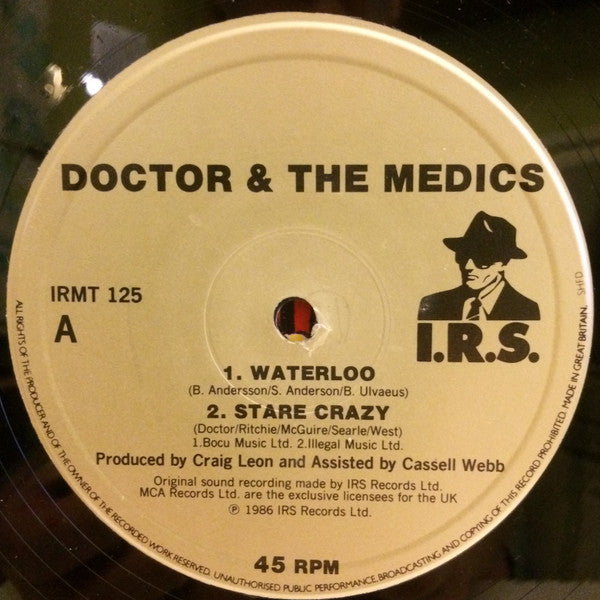 DOCTOR & THE MEDICS
IRMT 125
A
I.R.S.
SHFD
1. WATERLOO
(B. Andersson/S. Anderson/B. Ulvaeus)
2. STARE CRAZY
(Doctor/Ritchie/McGuire/Searle/West)
1.Bocu Music Ltd. 2.Illegal Music Ltd.
Produced by Craig Leon and Assisted by Cassell Webb
Original sound recording made by IRS Records Ltd.
MCA Records Ltd. are the exclusive licensees for the UK
℗ 1986 IRS Records Ltd.
45 RPM
ALL RIGHTS OF THE PRODUCER AND OF THE OWNER OF THE RECORDED WORK RESERVED. UNAUTHORISED PUBLIC PERFORMANCE, BROADCASTING AND COPYING OF THIS RECORD PROHIBITED. MADE IN GREAT BRITAIN.